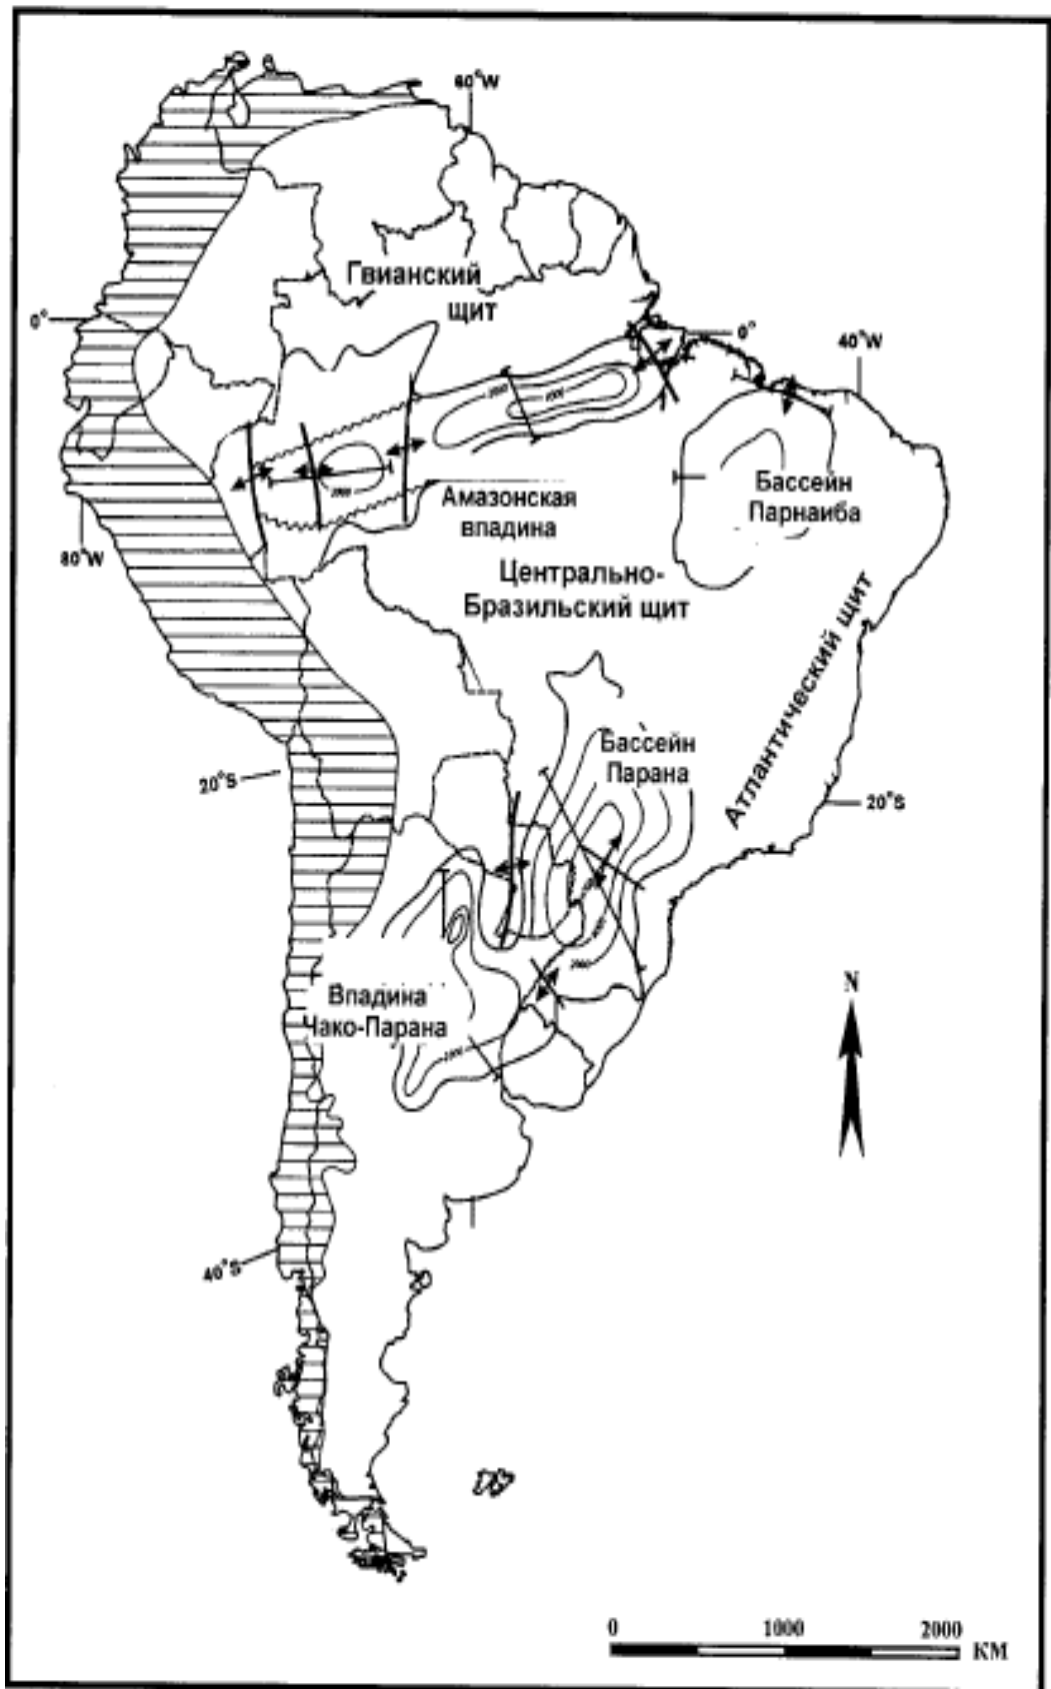 60°W
Гвианский
щит
0°
0°
40°W
Амазонская
впадина
Бассейн
Парнаиба
80°W
Центрально-
Бразильский щит
Атлантический щит
Бассейн
Парана
20°S
20°S
Впадина
Чако-Парана
N
40°S
0 1000 2000
КМ